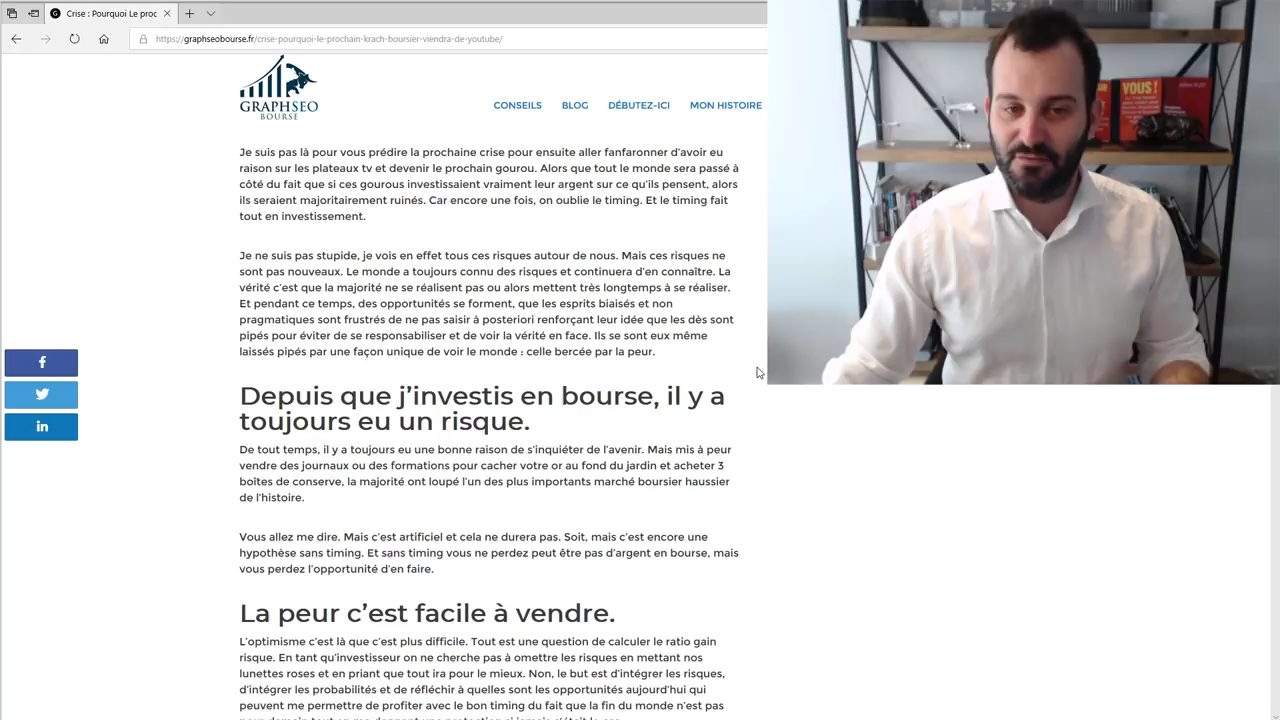 Crise : Pourquoi Le proc
https://graphseobourse.fr/crise-pourquoi-le-prochain-krach-boursier-viendra-de-youtube/
GRAPHSEO
BOURSE
CONSEILS BLOG DÉBUTEZ-ICI MON HISTOIRE
VOUS !
Je suis pas là pour vous prédire la prochaine crise pour ensuite aller fanfaronner d'avoir eu
raison sur les plateaux tv et devenir le prochain gourou. Alors que tout le monde sera passé à
côté du fait que si ces gourous investissaient vraiment leur argent sur ce qu'ils pensent, alors
ils seraient majoritairement ruinés. Car encore une fois, on oublie le timing. Et le timing fait
tout en investissement.
Je ne suis pas stupide, je vois en effet tous ces risques autour de nous. Mais ces risques ne
sont pas nouveaux. Le monde a toujours connu des risques et continuera d'en connaître. La
vérité c'est que la majorité ne se réalisent pas ou alors mettent très longtemps à se réaliser.
Et pendant ce temps, des opportunités se forment, que les esprits biaisés et non
pragmatiques sont frustrés de ne pas saisir à posteriori renforçant leur idée que les dès sont
pipés pour éviter de se responsabiliser et de voir la vérité en face. Ils se sont eux même
laissés pipés par une façon unique de voir le monde : celle bercée par la peur.
Depuis que j'investis en bourse, il y a
toujours eu un risque.
De tout temps, il y a toujours eu une bonne raison de s'inquiéter de l'avenir. Mais mis à peur
vendre des journaux ou des formations pour cacher votre or au fond du jardin et acheter 3
boîtes de conserve, la majorité ont loupé l'un des plus importants marché boursier haussier
de l'histoire.
Vous allez me dire. Mais c'est artificiel et cela ne durera pas. Soit, mais c'est encore une
hypothèse sans timing. Et sans timing vous ne perdez peut être pas d'argent en bourse, mais
vous perdez l'opportunité d'en faire.
La peur c'est facile à vendre.
L'optimisme c'est là que c'est plus difficile. Tout est une question de calculer le ratio gain
risque. En tant qu'investisseur on ne cherche pas à omettre les risques en mettant nos
lunettes roses et en priant que tout ira pour le mieux. Non, le but est d'intégrer les risques,
d'intégrer les probabilités et de réfléchir à quelles sont les opportunités aujourd'hui qui
peuvent me permettre de profiter avec le bon timing du fait que la fin du monde n'est pas